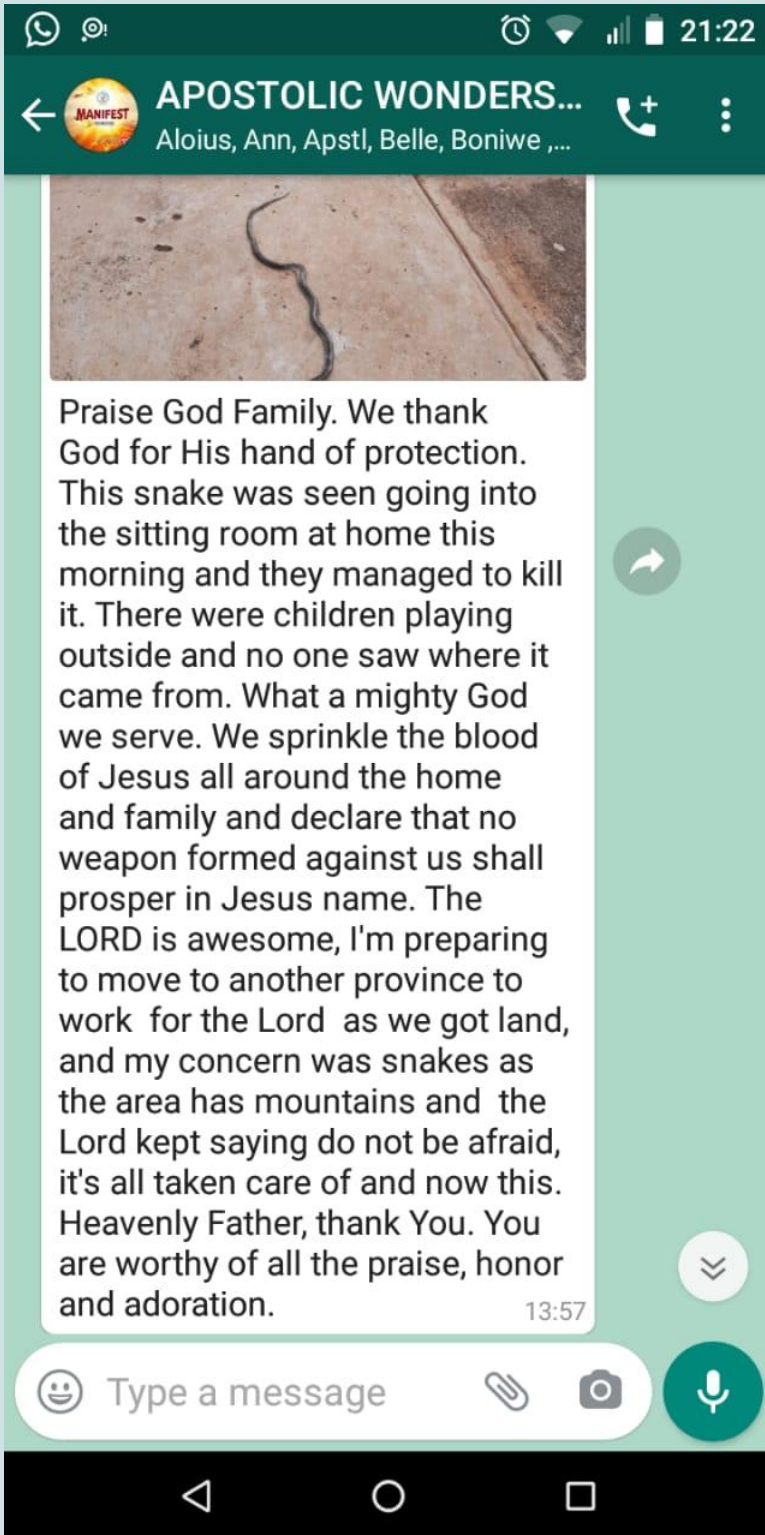 21:22
MANIFEST
APOSTOLIC WONDERS...
Aloius, Ann, Apstl, Belle, Boniwe ,...
Praise God Family. We thank
God for His hand of protection.
This snake was seen going into
the sitting room at home this
morning and they managed to kill
it. There were children playing
outside and no one saw where it
came from. What a mighty God
we serve. We sprinkle the blood
of Jesus all around the home
and family and declare that no
weapon formed against us shall
prosper in Jesus name. The
LORD is awesome, I'm preparing
to move to another province to
work  for the Lord  as we got land,
and my concern was snakes as
the area has mountains and  the
Lord kept saying do not be afraid,
it's all taken care of and now this.
Heavenly Father, thank You. You
are worthy of all the praise, honor
and adoration.
13:57
Type a message